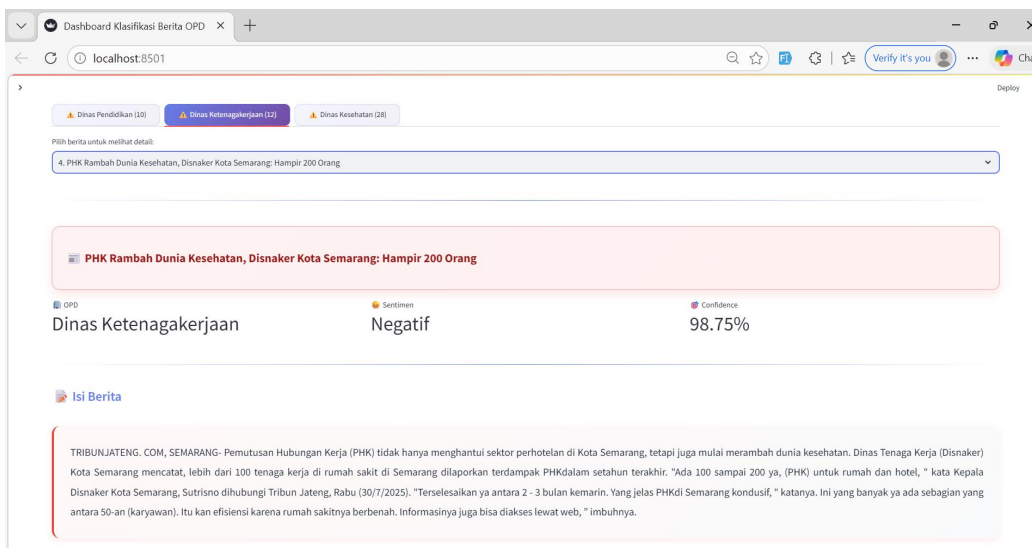 Dashboard Klasifikasi Berita OPD
localhost:8501
Verify it's you
Deploy
Dinas Pendidikan (10)
Dinas Ketenagakerjaan (12)
Dinas Kesehatan (28)
Pilih berita untuk melihat detail:
4. PHK Rambah Dunia Kesehatan, Disnaker Kota Semarang: Hampir 200 Orang
PHK Rambah Dunia Kesehatan, Disnaker Kota Semarang: Hampir 200 Orang
OPD
Sentimen
Confidence
Dinas Ketenagakerjaan
Negatif
98.75%
Isi Berita
TRIBUNJATENG. COM, SEMARANG- Pemutusan Hubungan Kerja (PHK) tidak hanya menghantui sektor perhotelan di Kota Semarang, tetapi juga mulai merambah dunia kesehatan. Dinas Tenaga Kerja (Disnaker)
Kota Semarang mencatat, lebih dari 100 tenaga kerja di rumah sakit di Semarang dilaporkan terdampak PHKdalam setahun terakhir. "Ada 100 sampai 200 ya, (PHK) untuk rumah dan hotel, " kata Kepala
Disnaker Kota Semarang, Sutrisno dihubungi Tribun Jateng, Rabu (30/7/2025). "Terselesaikan ya antara 2 - 3 bulan kemarin. Yang jelas PHKdi Semarang kondusif, " katanya. Ini yang banyak ya ada sebagian yang
antara 50-an (karyawan). Itu kan efisiensi karena rumah sakitnya berbenah. Informasinya juga bisa diakses lewat web, " imbuhnya.